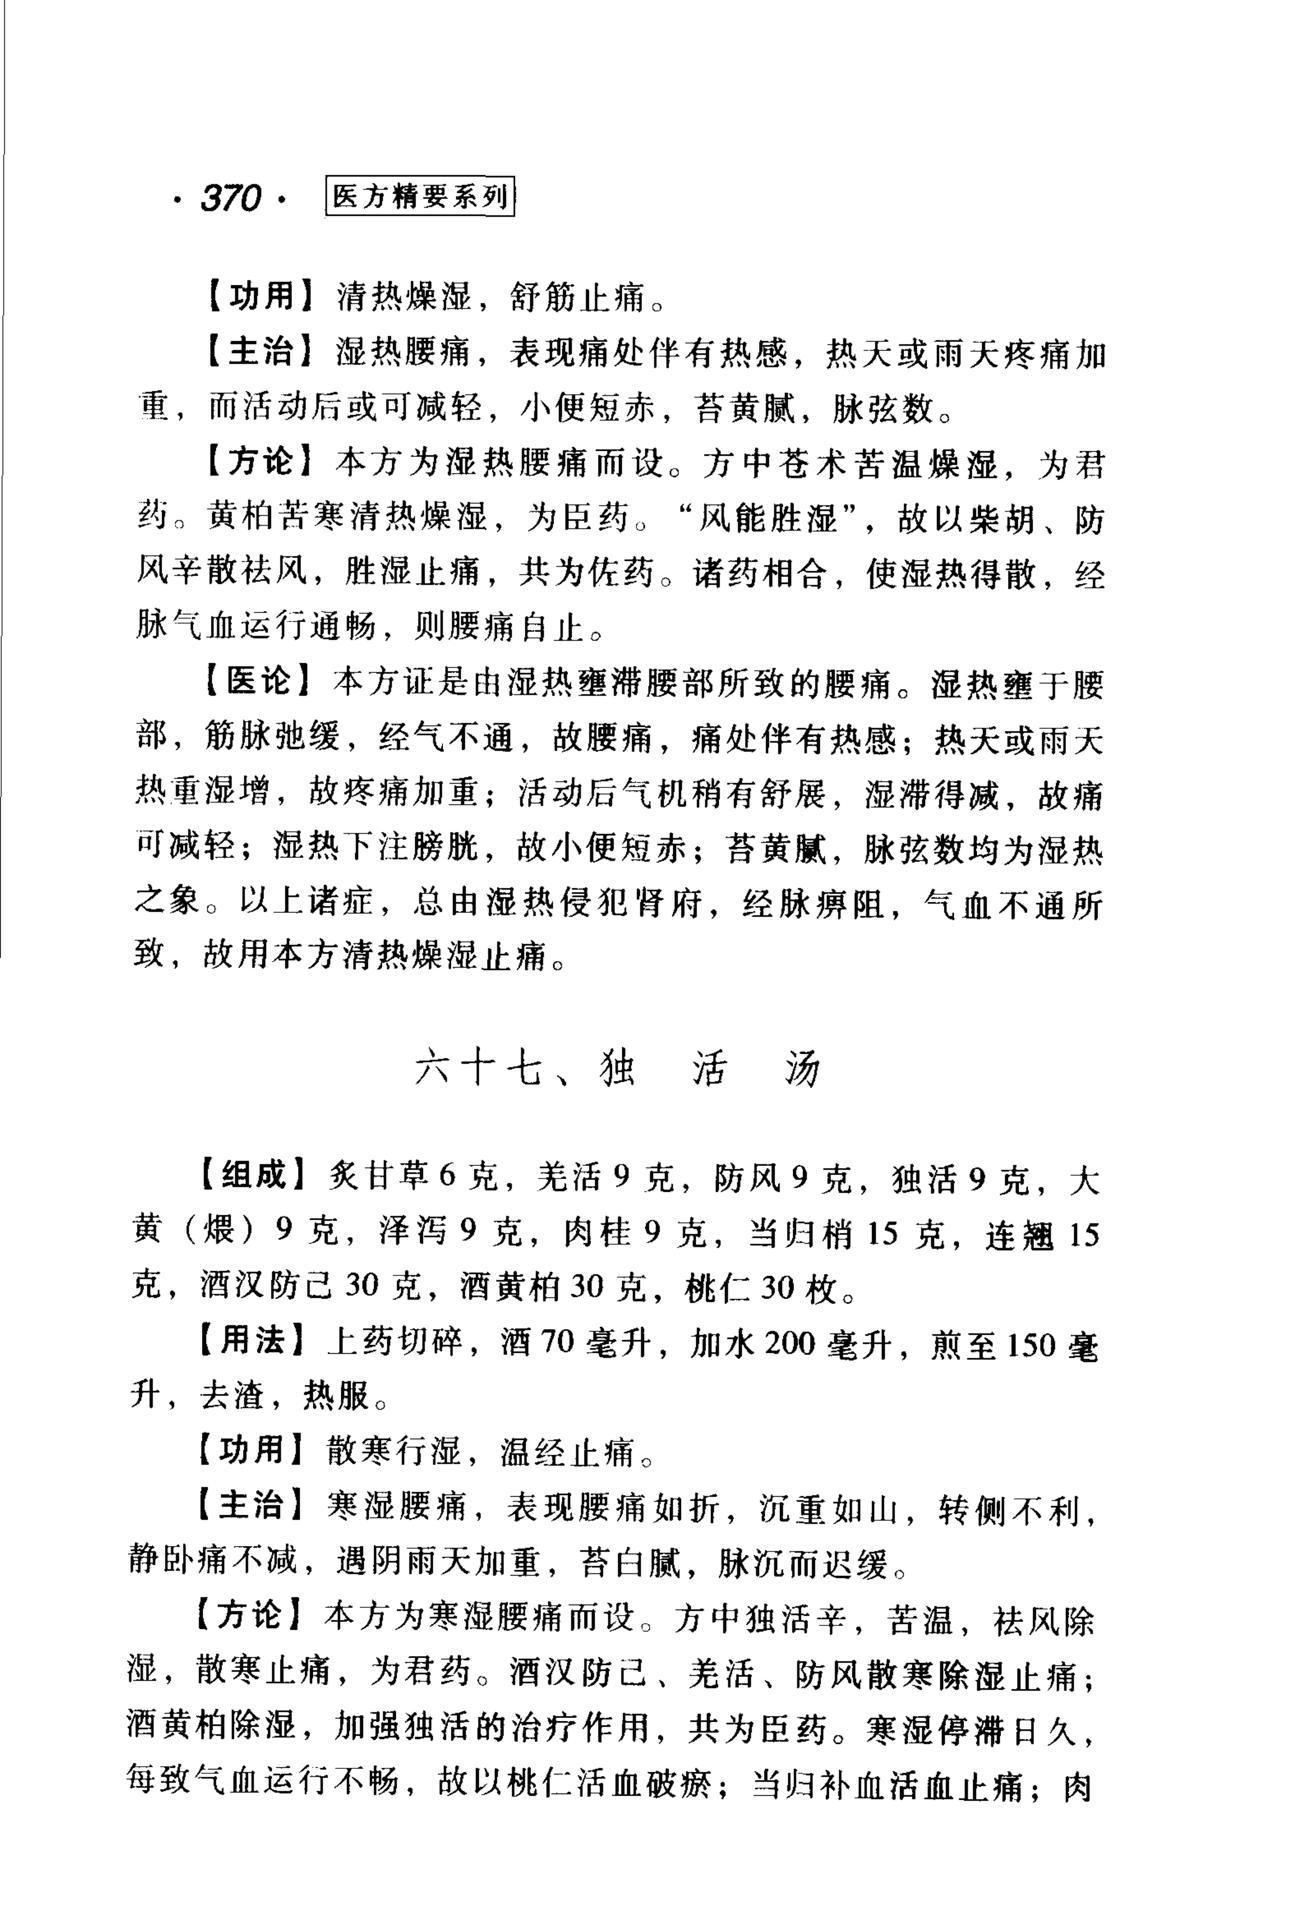 ·370· 医方精要系列
【功用】清热燥湿，舒筋止痛。
【主治】湿热腰痛，表现痛处伴有热感，热天或雨天疼痛加
重，而活动后或可减轻，小便短赤，苔黄腻，脉弦数。
【方论】本方为湿热腰痛而设。方中苍术苦温燥湿，为君
药。黄柏苦寒清热燥湿，为臣药。“风能胜湿”，故以柴胡、防
风辛散祛风，胜湿止痛，共为佐药。诸药相合，使湿热得散，经
脉气血运行通畅，则腰痛自止。
【医论】本方证是由湿热壅滞腰部所致的腰痛。湿热壅于腰
部，筋脉弛缓，经气不通，故腰痛，痛处伴有热感；热天或雨天
热重湿增，故疼痛加重；活动后气机稍有舒展，湿滞得减，故痛
可减轻；湿热下注膀胱，故小便短赤；苔黄腻，脉弦数均为湿热
之象。以上诸症，总由湿热侵犯肾府，经脉痹阻，气血不通所
致，故用本方清热燥湿止痛。
六十七、独 活 汤
【组成】炙甘草6克，羌活9克，防风9克，独活9克，大
黄（煨）9克，泽泻9克，肉桂9克，当归梢15克，连翘15
克，酒汉防己30克，酒黄柏30克，桃仁30枚。
【用法】上药切碎，酒70毫升，加水200毫升，煎至150毫
升，去渣，热服。
【功用】散寒行湿，温经止痛。
【主治】寒湿腰痛，表现腰痛如折，沉重如山，转侧不利，
静卧痛不减，遇阴雨天加重，苔白腻，脉沉而迟缓。
【方论】本方为寒湿腰痛而设。方中独活辛，苦温，祛风除
湿，散寒止痛，为君药。酒汉防己、羌活、防风散寒除湿止痛；
酒黄柏除湿，加强独活的治疗作用，共为臣药。寒湿停滞日久，
每致气血运行不畅，故以桃仁活血破瘀；当归补血活血止痛；肉